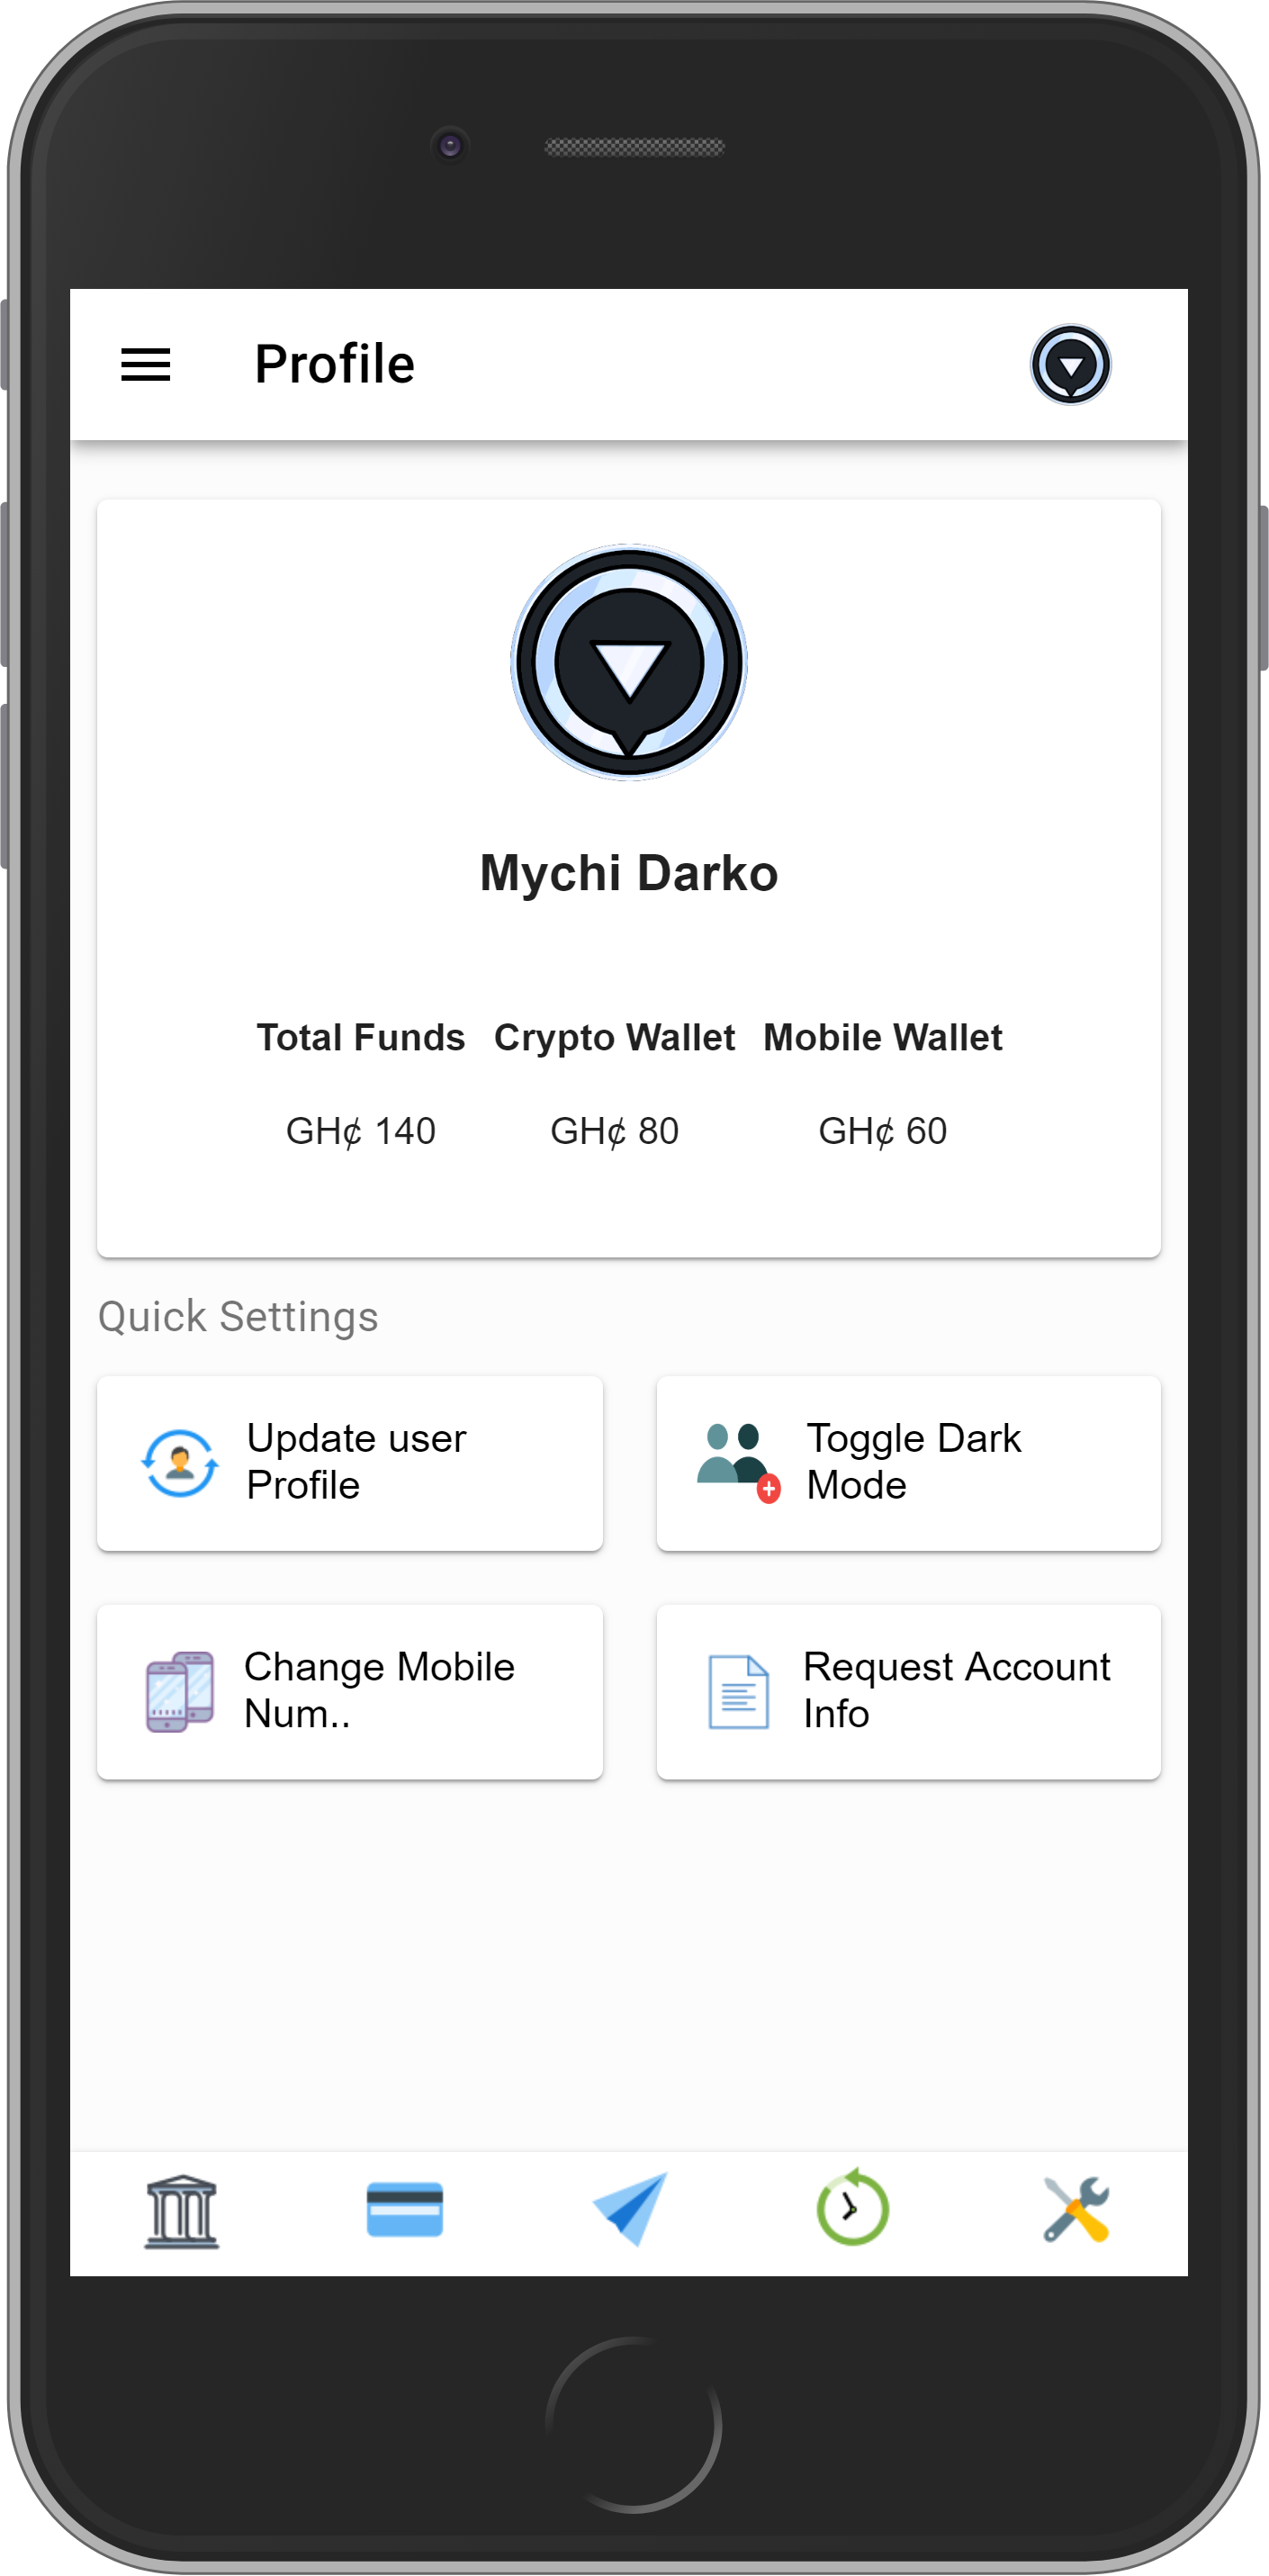 Profile
Mychi Darko
Total Funds Crypto Wallet Mobile Wallet
GH₵ 140 GH₵ 80 GH₵ 60
Quick Settings
Update user
Profile
Toggle Dark
Mode
Change Mobile
Num..
Request Account
Info